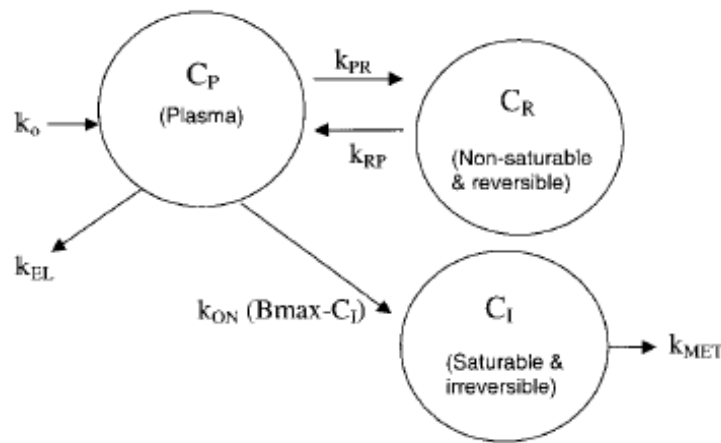 C_P
(Plasma)
k_o
k_EL
k_PR
k_RP
C_R
(Non-saturable
& reversible)
k_ON (Bmax-C_I)
C_I
(Saturable &
irreversible)
k_MET